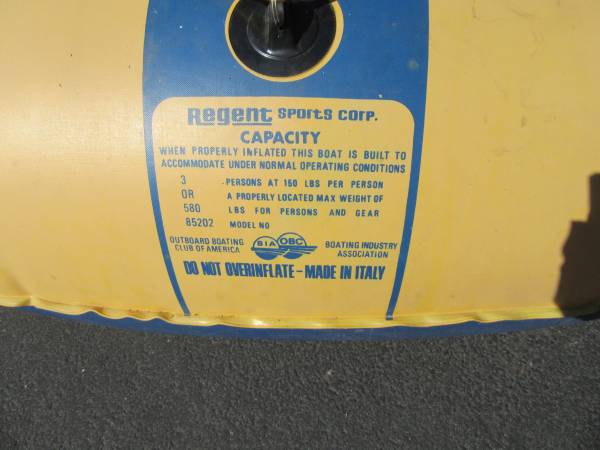 Regent Sports Corp.
CAPACITY
WHEN PROPERLY INFLATED THIS BOAT IS BUILT TO
ACCOMMODATE UNDER NORMAL OPERATING CONDITIONS
3 PERSONS AT 150 LBS PER PERSON
OR A PROPERLY LOCATED MAX WEIGHT OF
580 LBS FOR PERSONS AND GEAR
85202 MODEL NO
OUTBOARD BOATING CLUB OF AMERICA
BIA OBC
BOATING INDUSTRY ASSOCIATION
DO NOT OVERINFLATE - MADE IN ITALY